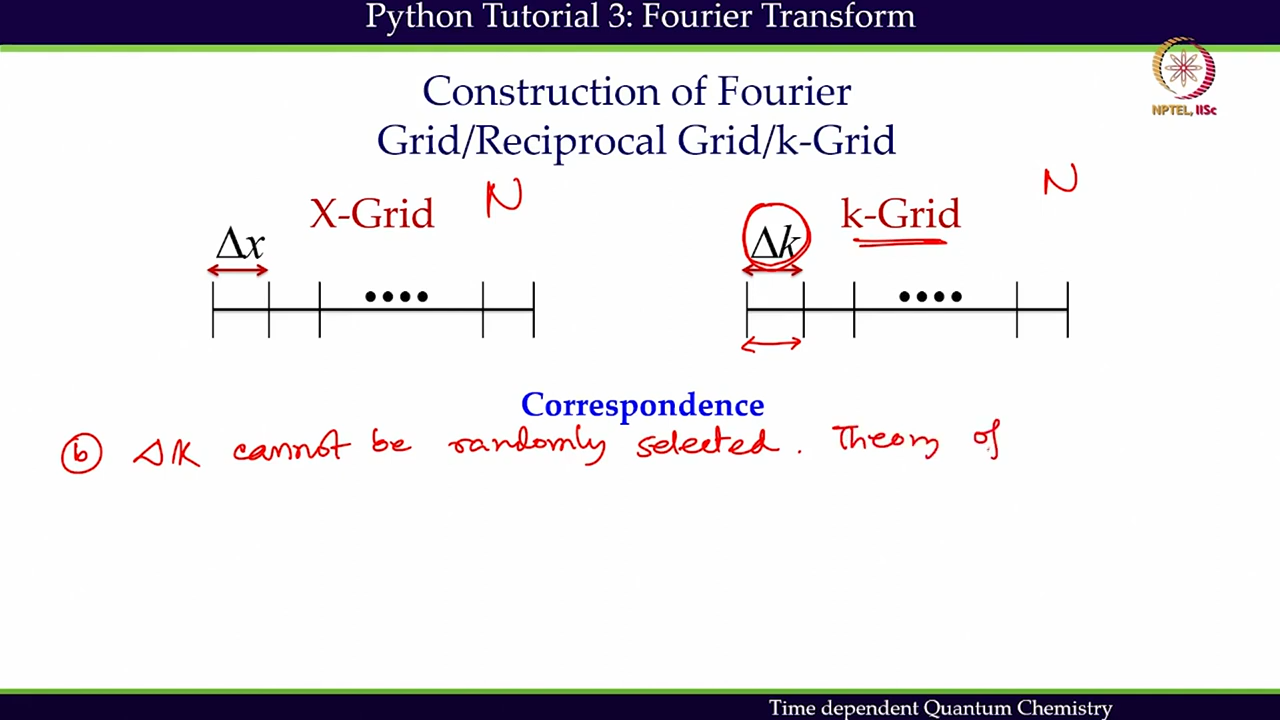 Python Tutorial 3: Fourier Transform
NPTEL, IISc
Construction of Fourier
Grid/Reciprocal Grid/k-Grid
X-Grid N
k-Grid N
Δx
Δk
Correspondence
(b) ΔK cannot be randomly selected. Theory of
Time dependent Quantum Chemistry